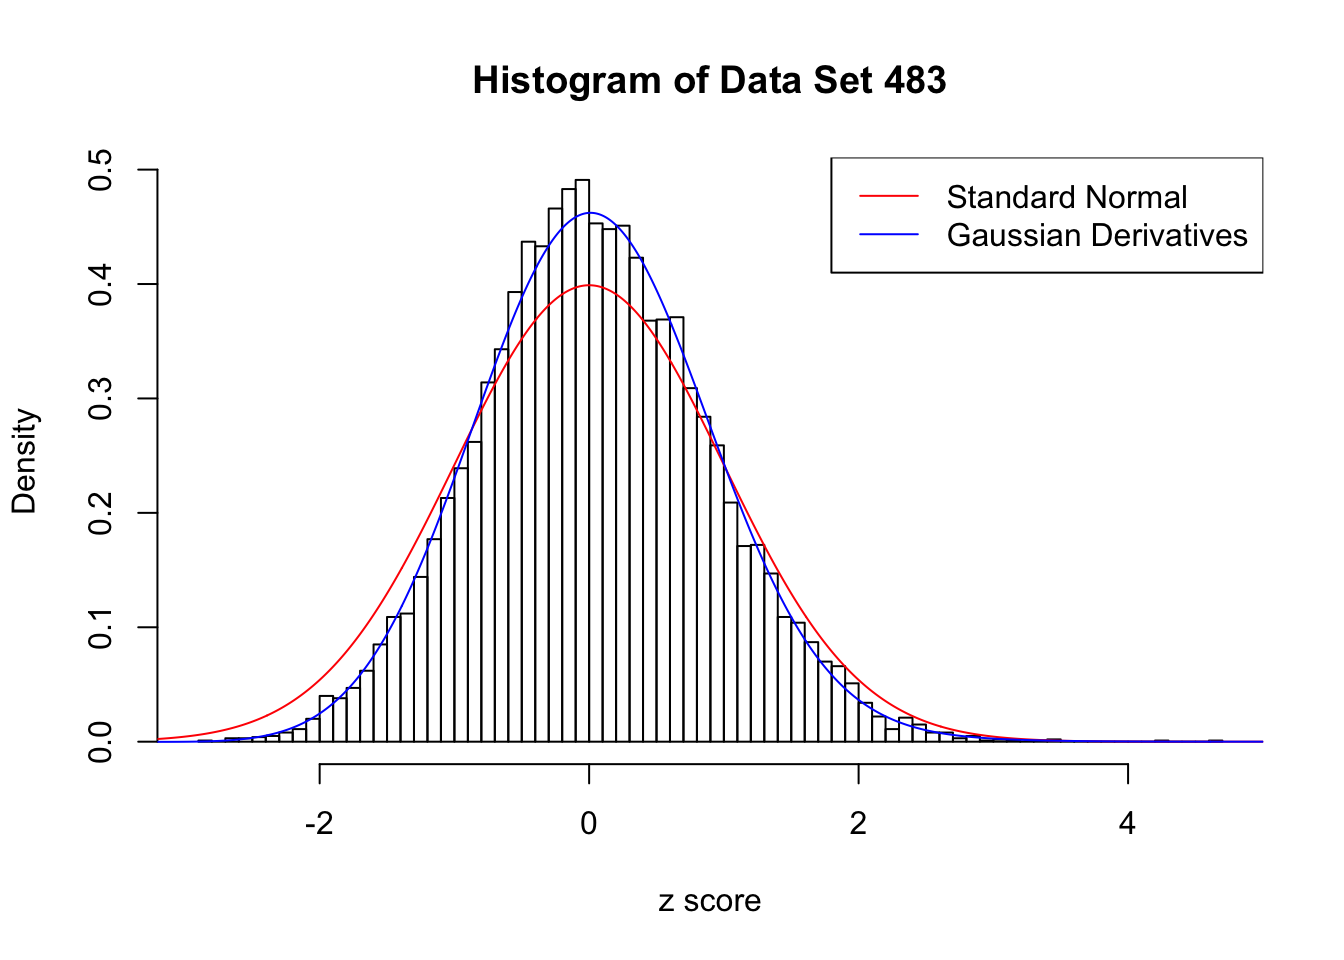 Histogram of Data Set 483
Standard Normal
Gaussian Derivatives
Density
0.0
0.1
0.2
0.3
0.4
0.5
-2
0
2
4
z score